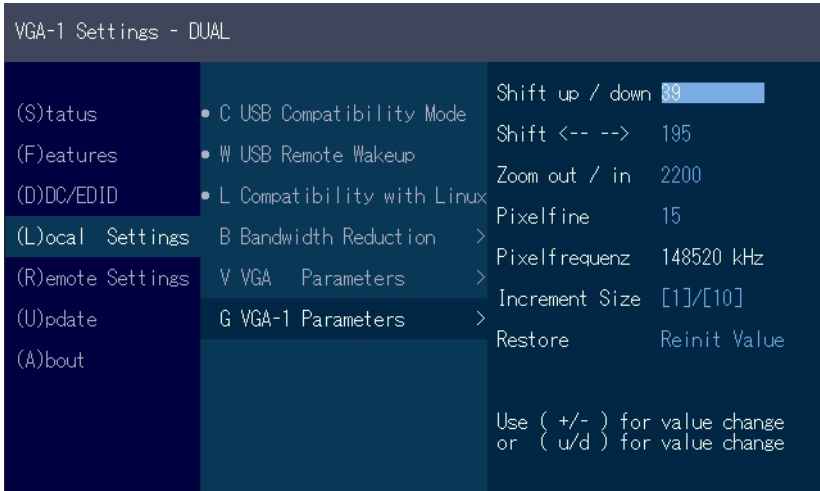 VGA-1 Settings - DUAL
(S)tatus
(F)eatures
(D)DC/EDID
(L)ocal Settings
(R)emote Settings
(U)pdate
(A)bout
• C USB Compatibility Mode
• W USB Remote Wakeup
• L Compatibility with Linux
B Bandwidth Reduction >
V VGA Parameters >
G VGA-1 Parameters >
Shift up / down 39
Shift <-- --> 195
Zoom out / in 2200
Pixelfine 15
Pixelfrequenz 148520 kHz
Increment Size [1]/[10]
Restore Reinit Value
Use ( +/- ) for value change
or ( u/d ) for value change